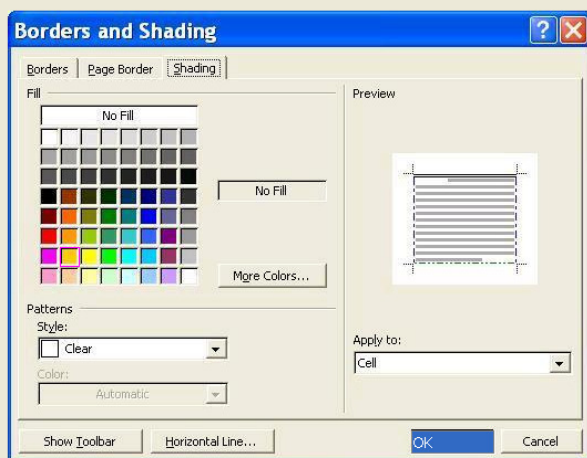 Borders and Shading
Borders
Page Border
Shading
Fill
No Fill
No Fill
More Colors...
Patterns
Style:
Clear
Color:
Automatic
Preview
Apply to:
Cell
Show Toolbar
Horizontal Line...
OK
Cancel